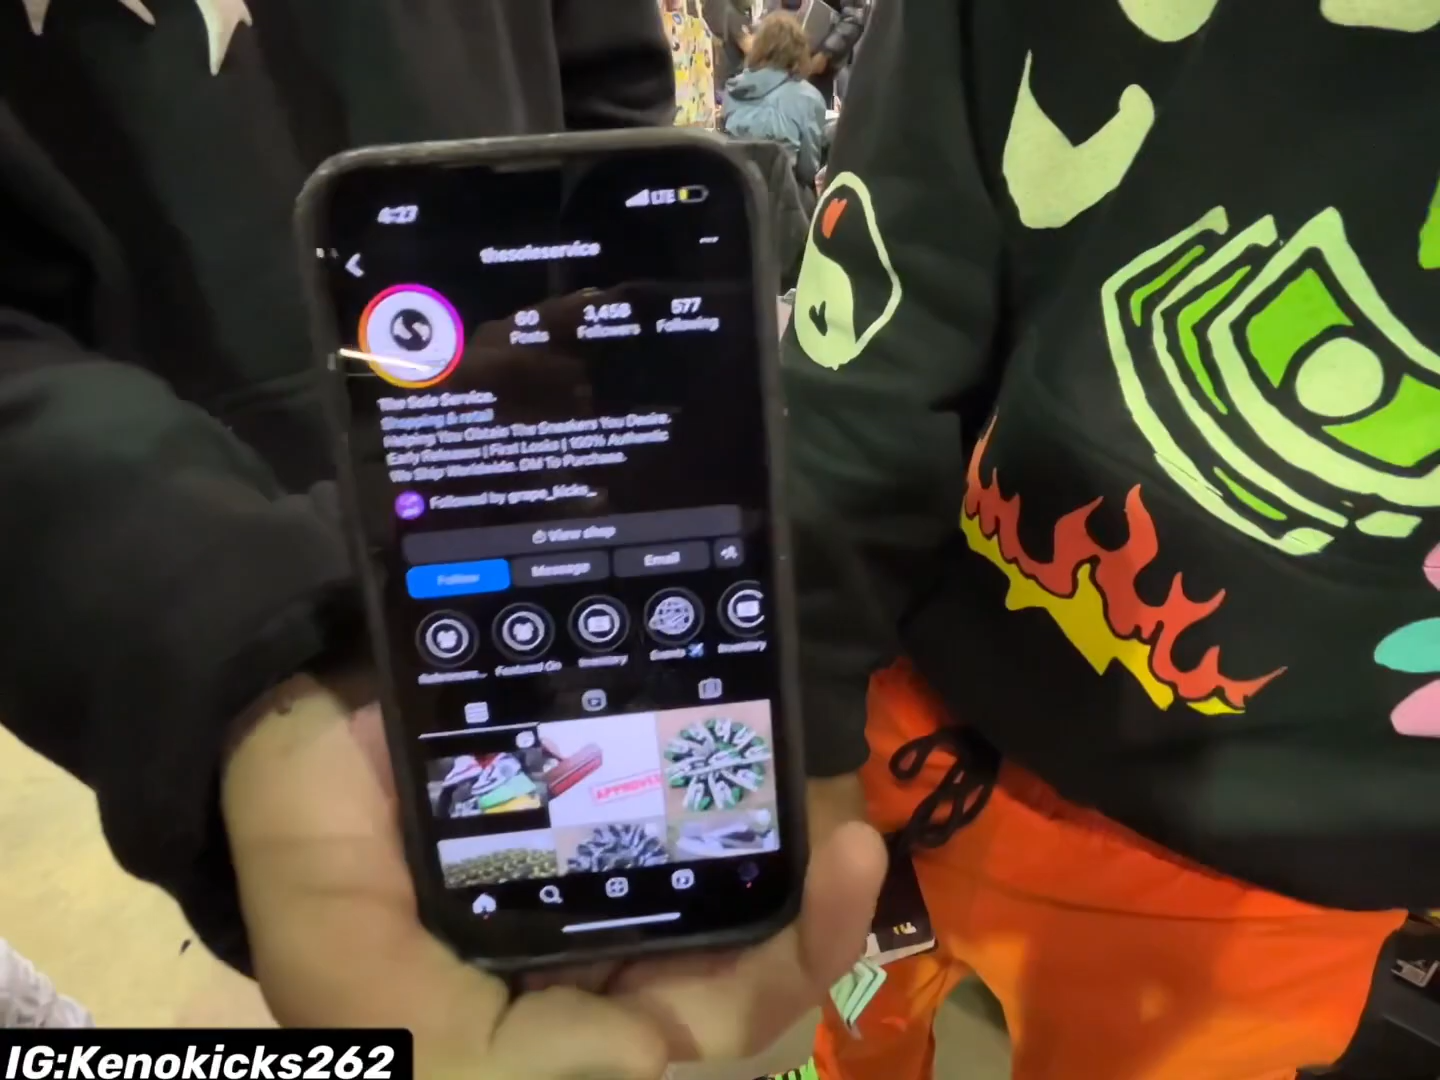 4:27
LTE
thesoleservice
60
Posts
3,458
Followers
577
Following
The Sole Service.
Shopping & retail
Helping You Obtain The Sneakers You Desire.
Early Releases | First Looks | 100% Authentic
We Ship Worldwide. DM To Purchase.
Followed by grape_kicks_
View shop
Follow
Message
Email
Featured On
Inventory
Events
Inventory
APPROVED
IG:Kenokicks262